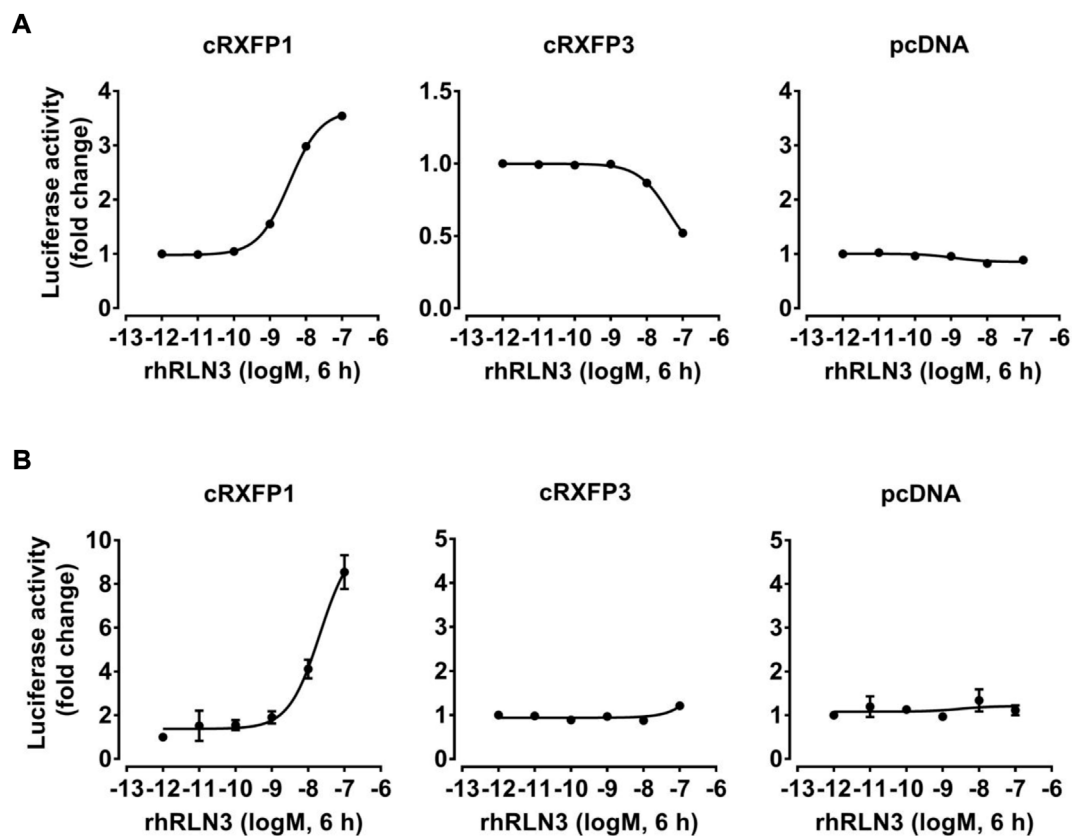 A
cRXFP1
cRXFP3
pcDNA
Luciferase activity
(fold change)
4
3
2
1
0
1.5
1.0
0.5
0.0
4
3
2
1
0
-13-12-11-10 -9 -8 -7 -6
-13-12-11-10 -9 -8 -7 -6
-13-12-11-10 -9 -8 -7 -6
rhRLN3 (logM, 6 h)
rhRLN3 (logM, 6 h)
rhRLN3 (logM, 6 h)
B
cRXFP1
cRXFP3
pcDNA
Luciferase activity
(fold change)
10
8
6
4
2
0
5
4
3
2
1
0
5
4
3
2
1
0
-13-12-11-10 -9 -8 -7 -6
-13-12-11-10 -9 -8 -7 -6
-13-12-11-10 -9 -8 -7 -6
rhRLN3 (logM, 6 h)
rhRLN3 (logM, 6 h)
rhRLN3 (logM, 6 h)